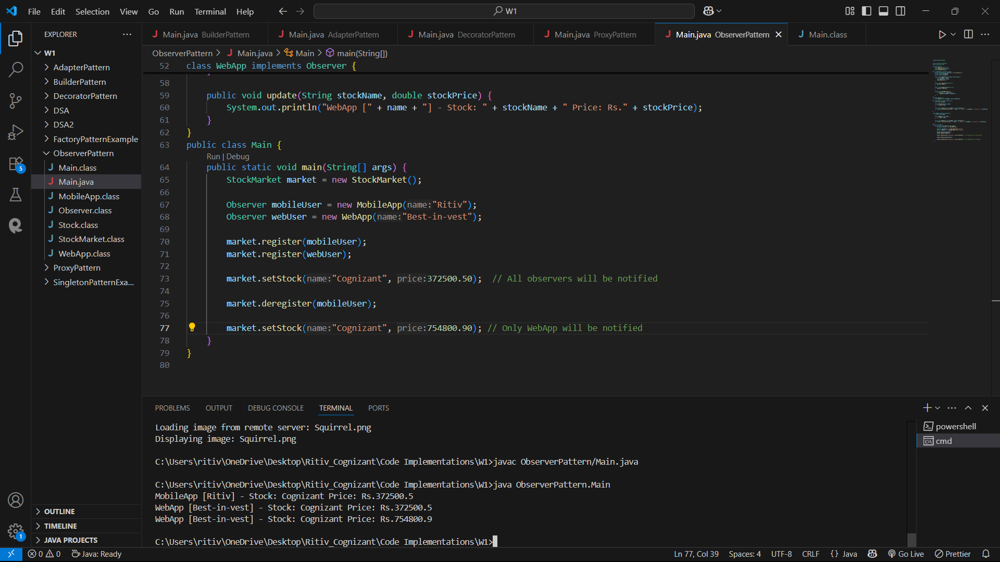 File Edit Selection View Go Run Terminal Help
W1
EXPLORER
W1
AdapterPattern
BuilderPattern
DecoratorPattern
DSA
DSA2
FactoryPatternExample
ObserverPattern
J Main.class
J Main.java
J MobileApp.class
J Observer.class
J Stock.class
J StockMarket.class
J WebApp.class
ProxyPattern
SingletonPatternExa...
OUTLINE
TIMELINE
JAVA PROJECTS
5
1
J Main.java BuilderPattern J Main.java AdapterPattern J Main.java DecoratorPattern J Main.java ProxyPattern J Main.java ObserverPattern J Main.class
ObserverPattern > J Main.java > Main > main(String[])
52 class WebApp implements Observer {
}
58
59 public void update(String stockName, double stockPrice) {
60 System.out.println("WebApp [" + name + "] - Stock: " + stockName + " Price: Rs." + stockPrice);
61 }
62 }
63 public class Main {
Run | Debug
64 public static void main(String[] args) {
65 StockMarket market = new StockMarket();
66
67 Observer mobileUser = new MobileApp(name:"Ritiv");
68 Observer webUser = new WebApp(name:"Best-in-vest");
69
70 market.register(mobileUser);
71 market.register(webUser);
72
73 market.setStock(name:"Cognizant", price:372500.50); // All observers will be notified
74
75 market.deregister(mobileUser);
76
77 market.setStock(name:"Cognizant", price:754800.90); // Only WebApp will be notified
78 }
79 }
80
PROBLEMS OUTPUT DEBUG CONSOLE TERMINAL PORTS
Loading image from remote server: Squirrel.png
Displaying image: Squirrel.png
C:\Users\ritiv\OneDrive\Desktop\Ritiv_Cognizant\Code Implementations\W1>javac ObserverPattern/Main.java
C:\Users\ritiv\OneDrive\Desktop\Ritiv_Cognizant\Code Implementations\W1>java ObserverPattern.Main
MobileApp [Ritiv] - Stock: Cognizant Price: Rs.372500.5
WebApp [Best-in-vest] - Stock: Cognizant Price: Rs.372500.5
WebApp [Best-in-vest] - Stock: Cognizant Price: Rs.754800.9
C:\Users\ritiv\OneDrive\Desktop\Ritiv_Cognizant\Code Implementations\W1>
powershell
cmd
0 0 Java: Ready Ln 77, Col 39 Spaces: 4 UTF-8 CRLF {} Java Go Live Prettier